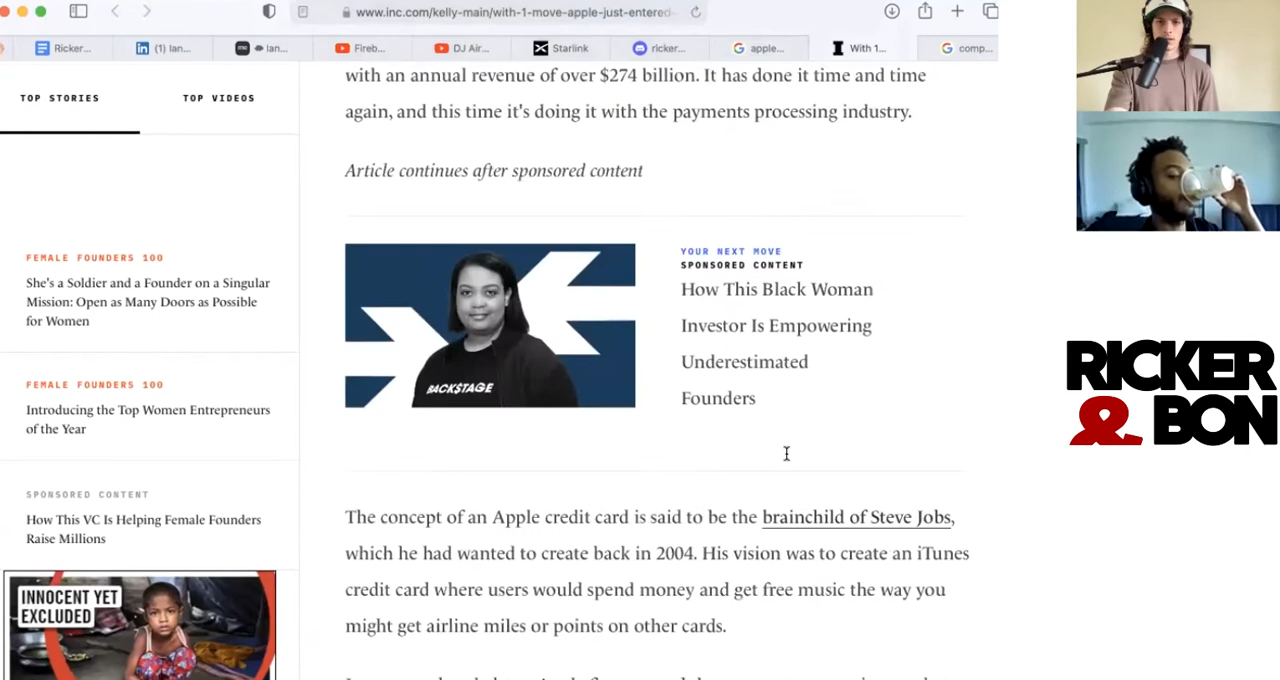 www.inc.com/kelly-main/with-1-move-apple-just-entered-
Ricker...
(1) Ian...
Ian...
Fireb...
DJ Air...
Starlink
ricker...
apple...
With 1...
comp...
TOP STORIES
TOP VIDEOS
FEMALE FOUNDERS 100
She's a Soldier and a Founder on a Singular
Mission: Open as Many Doors as Possible
for Women
FEMALE FOUNDERS 100
Introducing the Top Women Entrepreneurs
of the Year
SPONSORED CONTENT
How This VC Is Helping Female Founders
Raise Millions
INNOCENT YET
EXCLUDED
with an annual revenue of over $274 billion. It has done it time and time
again, and this time it's doing it with the payments processing industry.
Article continues after sponsored content
BACK$TAGE
YOUR NEXT MOVE
SPONSORED CONTENT
How This Black Woman
Investor Is Empowering
Underestimated
Founders
The concept of an Apple credit card is said to be the brainchild of Steve Jobs,
which he had wanted to create back in 2004. His vision was to create an iTunes
credit card where users would spend money and get free music the way you
might get airline miles or points on other cards.
RICKER
& BON